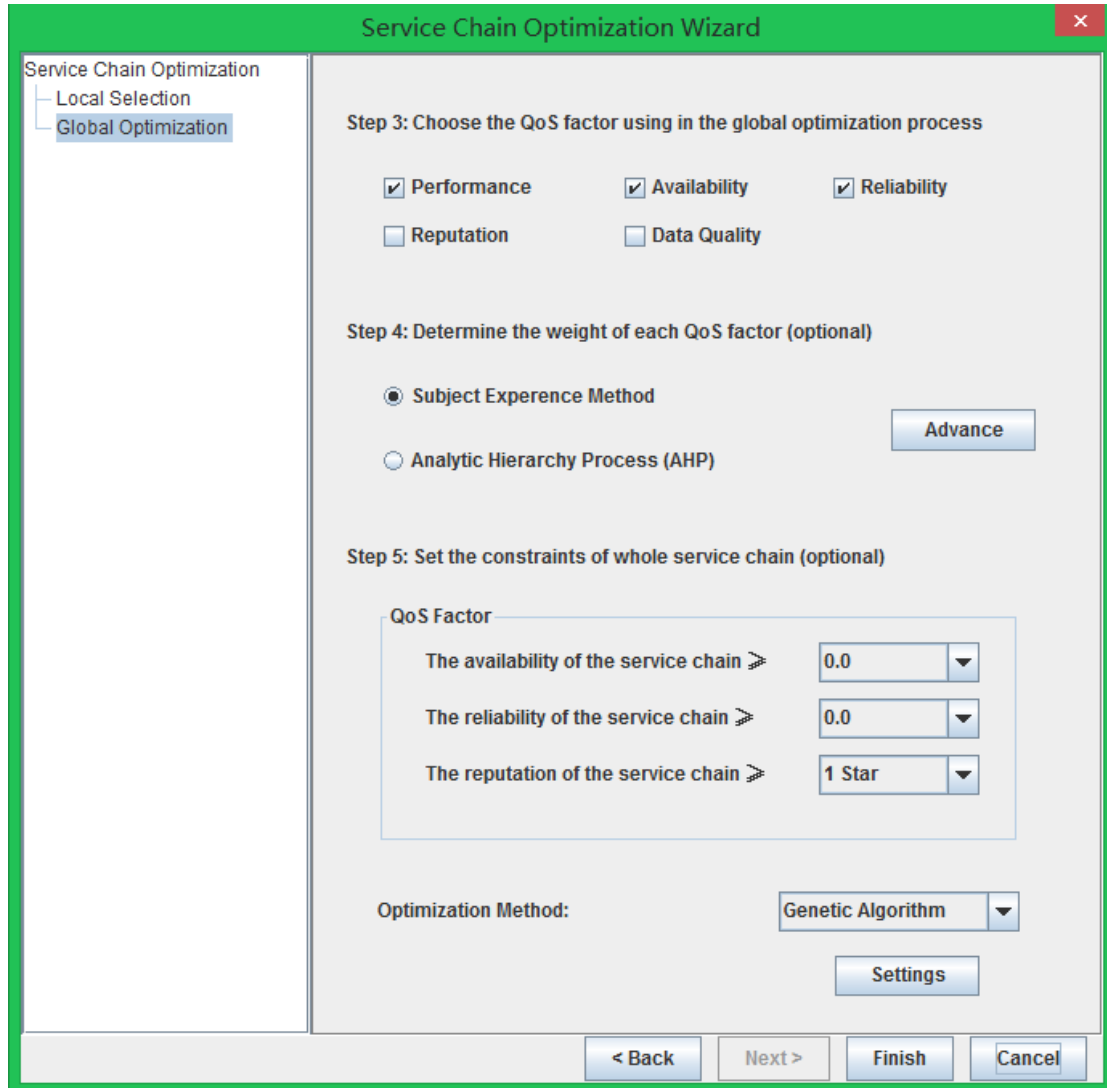 Service Chain Optimization Wizard
Service Chain Optimization
Local Selection
Global Optimization
Step 3: Choose the QoS factor using in the global optimization process
Performance Availability Reliability
Reputation Data Quality
Step 4: Determine the weight of each QoS factor (optional)
Subject Experence Method
Advance
Analytic Hierarchy Process (AHP)
Step 5: Set the constraints of whole service chain (optional)
QoS Factor
The availability of the service chain ⩾ 0.0
The reliability of the service chain ⩾ 0.0
The reputation of the service chain ⩾ 1 Star
Optimization Method: Genetic Algorithm
Settings
< Back Next > Finish Cancel